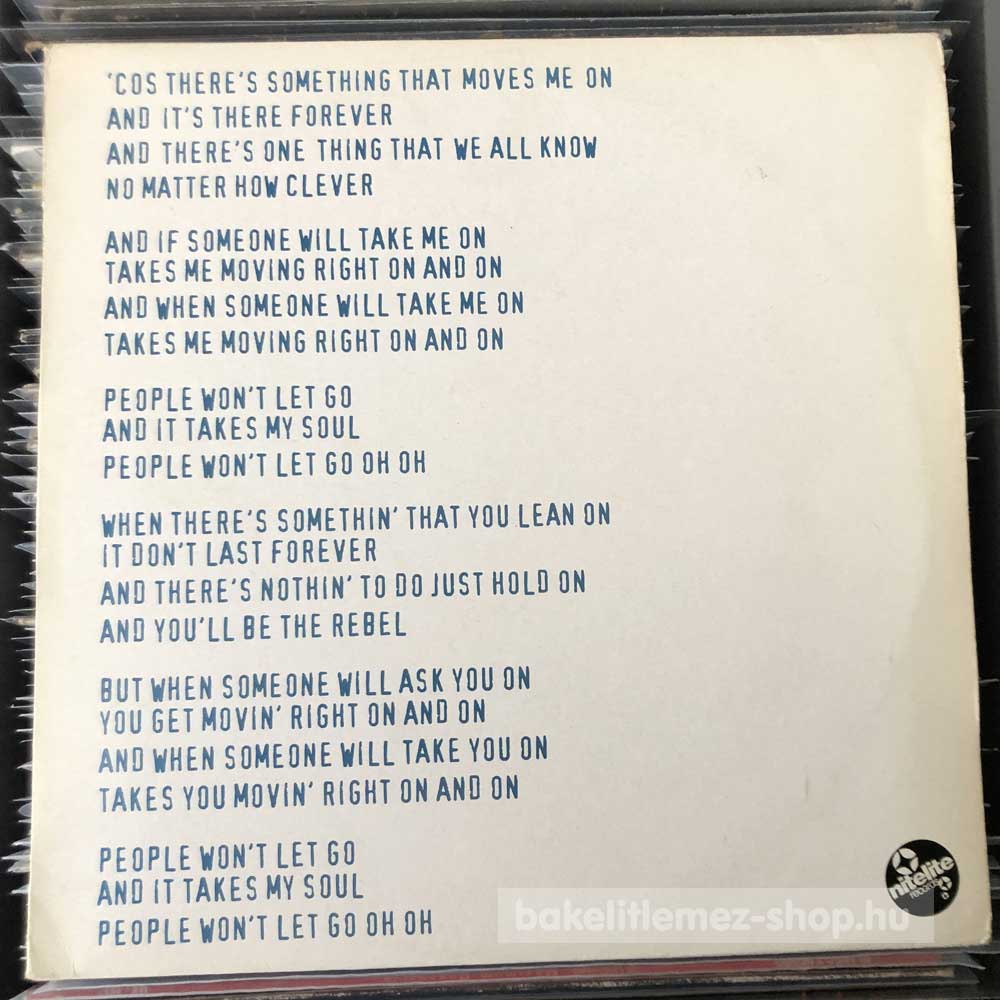 'COS THERE'S SOMETHING THAT MOVES ME ON
AND IT'S THERE FOREVER
AND THERE'S ONE THING THAT WE ALL KNOW
NO MATTER HOW CLEVER
AND IF SOMEONE WILL TAKE ME ON
TAKES ME MOVING RIGHT ON AND ON
AND WHEN SOMEONE WILL TAKE ME ON
TAKES ME MOVING RIGHT ON AND ON
PEOPLE WON'T LET GO
AND IT TAKES MY SOUL
PEOPLE WON'T LET GO OH OH
WHEN THERE'S SOMETHIN' THAT YOU LEAN ON
IT DON'T LAST FOREVER
AND THERE'S NOTHIN' TO DO JUST HOLD ON
AND YOU'LL BE THE REBEL
BUT WHEN SOMEONE WILL ASK YOU ON
YOU GET MOVIN' RIGHT ON AND ON
AND WHEN SOMEONE WILL TAKE YOU ON
TAKES YOU MOVIN' RIGHT ON AND ON
PEOPLE WON'T LET GO
AND IT TAKES MY SOUL
PEOPLE WON'T LET GO OH OH
nitelite
records
bakelitlemez-shop.hu